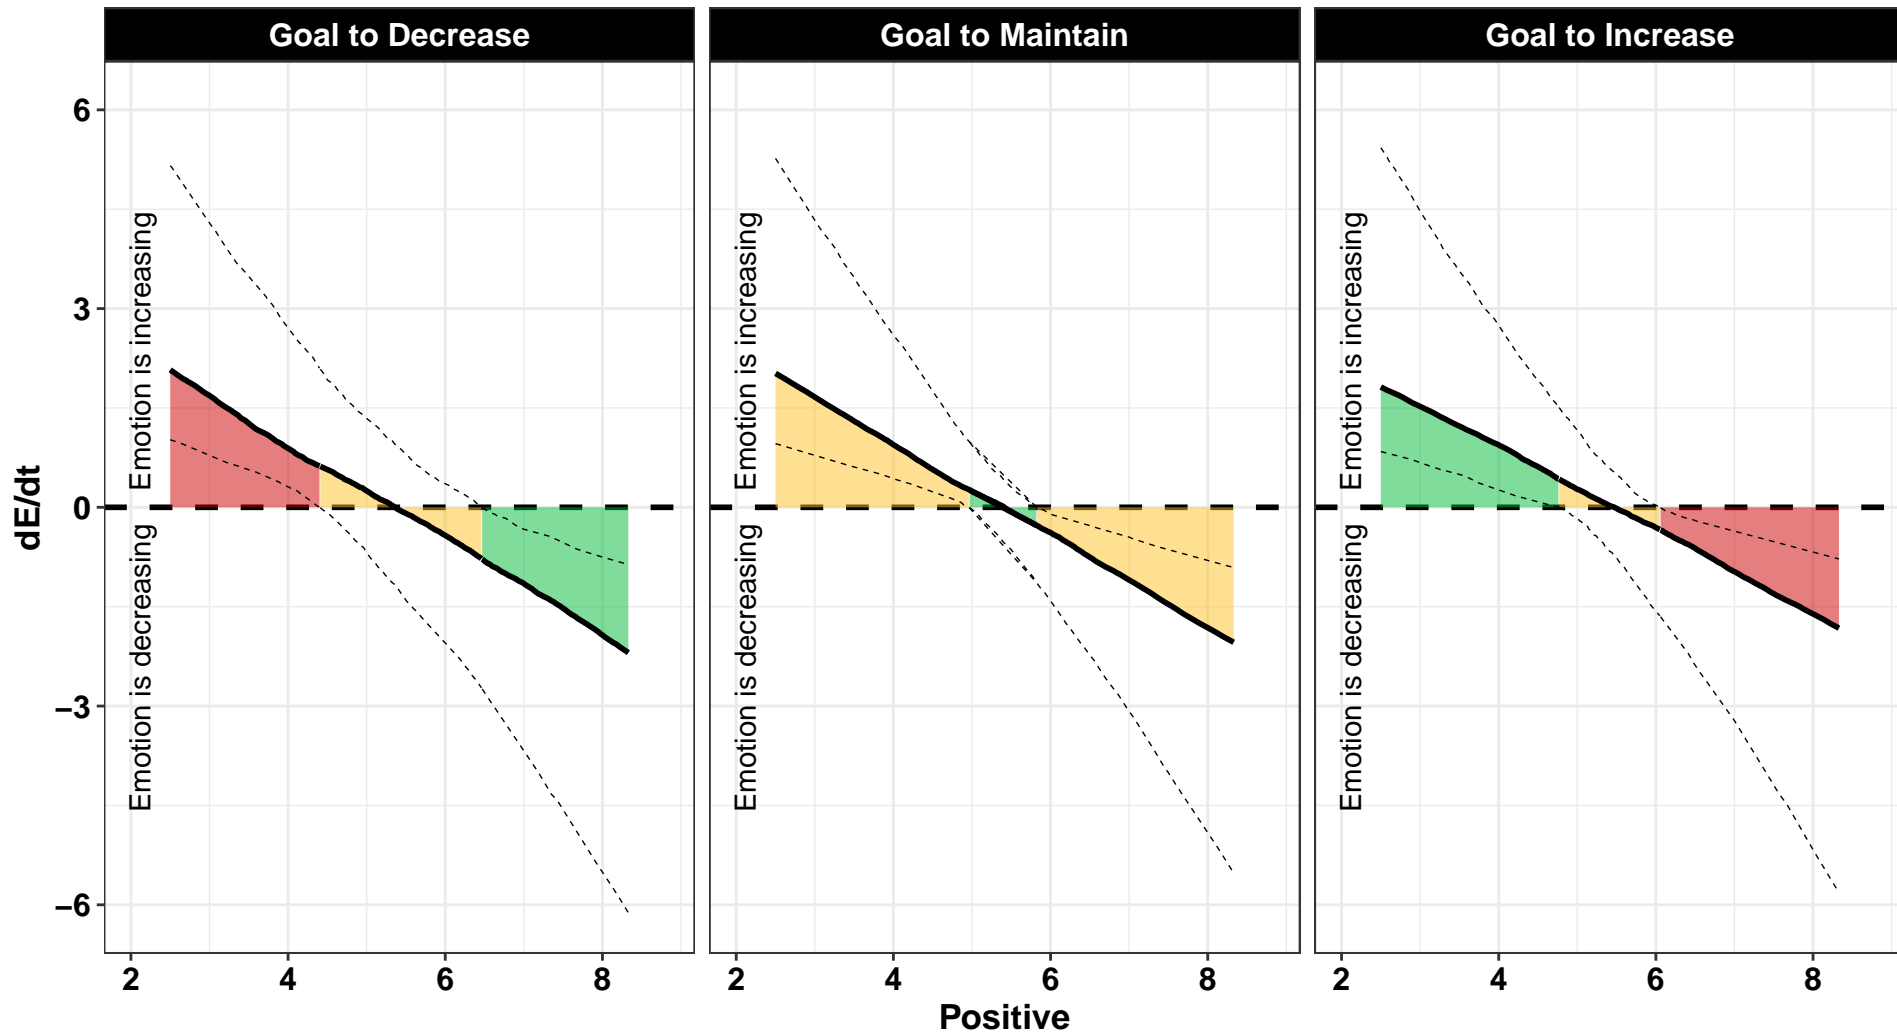 Goal to Decrease
Goal to Maintain
Goal to Increase
dE/dt
6
3
0
−3
−6
Emotion is increasing
Emotion is decreasing
Emotion is increasing
Emotion is decreasing
Emotion is increasing
Emotion is decreasing
2 4 6 8
2 4 6 8
2 4 6 8
Positive